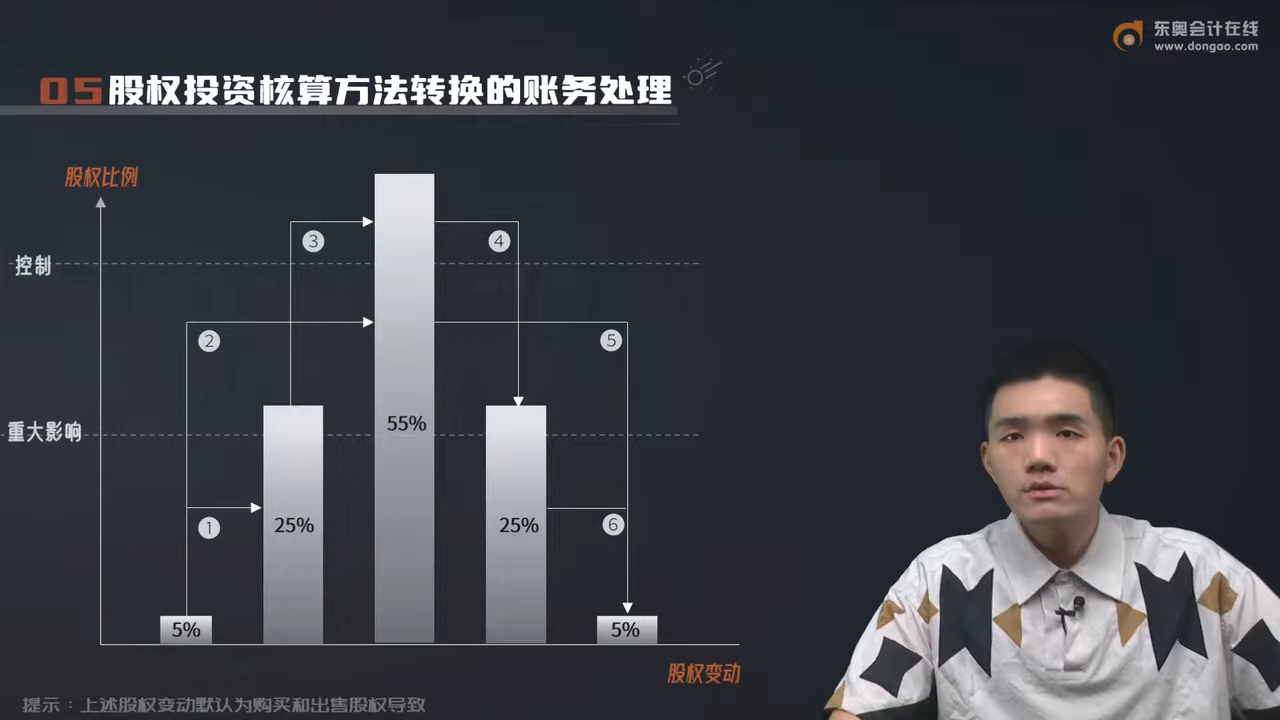 东奥会计在线
www.dongao.com
05股权投资核算方法转换的账务处理
股权比例
控制
重大影响
③
④
②
⑤
55%
25%
25%
①
⑥
5%
5%
股权变动
提示：上述股权变动默认为购买和出售股权导致